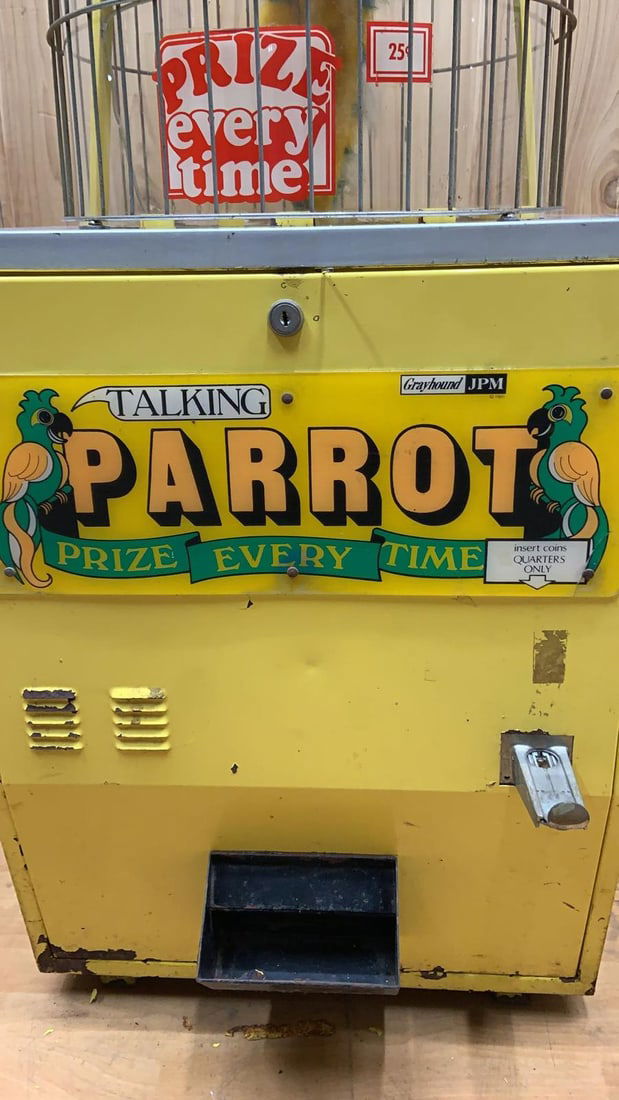 PRIZE
every
time
25¢
TALKING
Grayhound JPM
PARROT
PRIZE EVERY TIME
insert coins
QUARTERS
ONLY